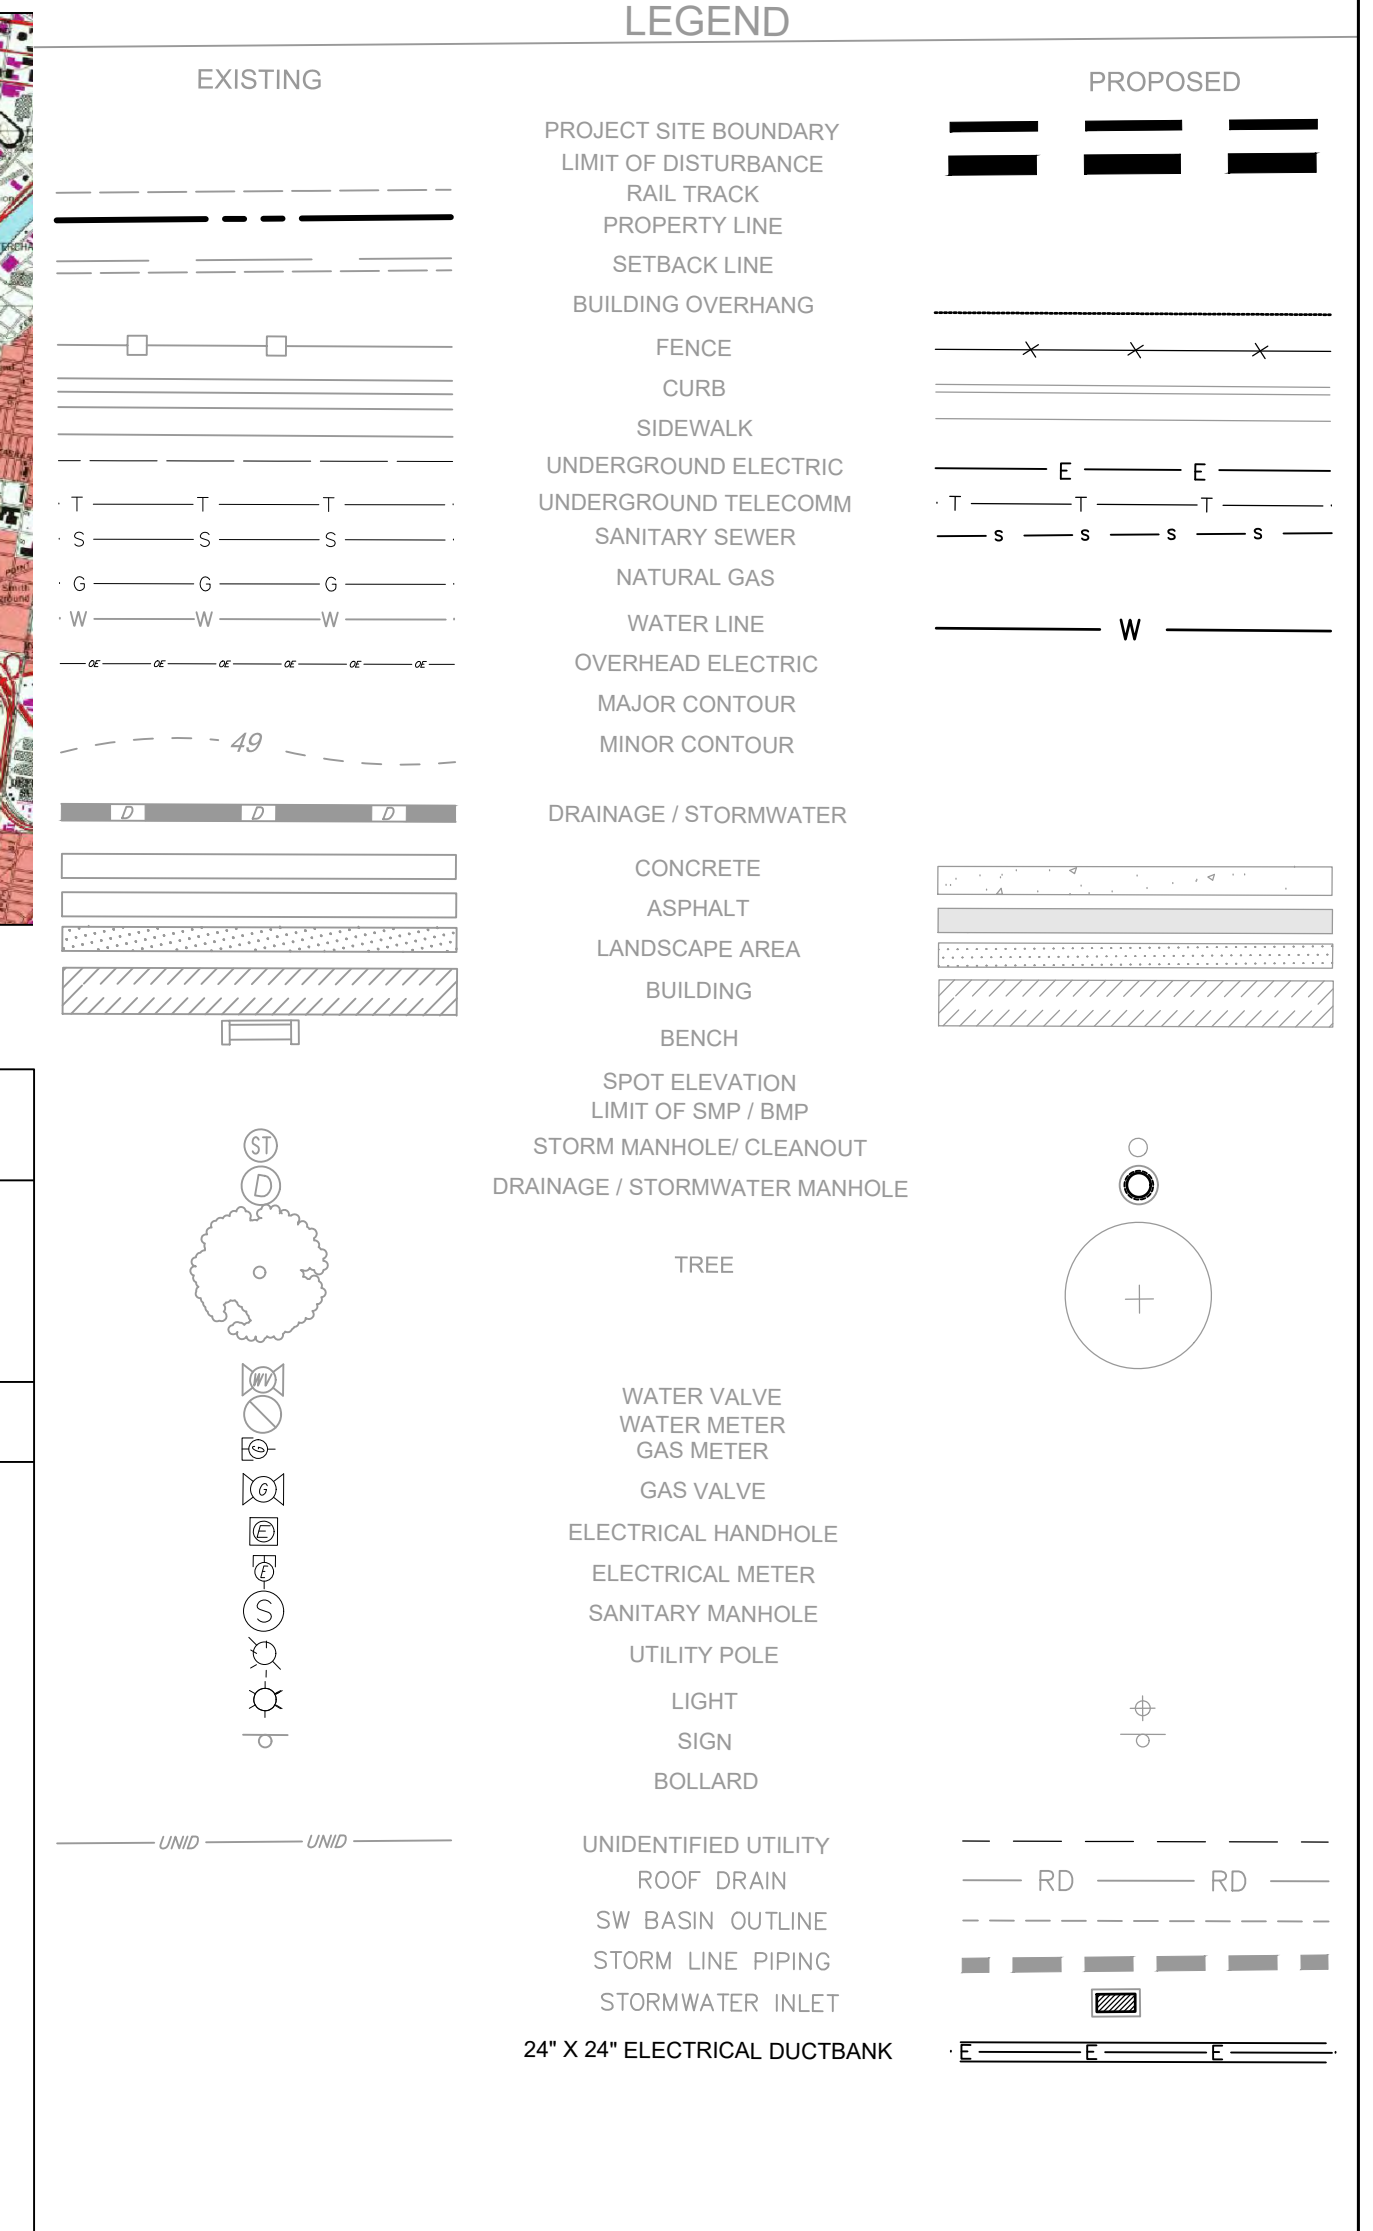 LEGEND
EXISTING PROPOSED
PROJECT SITE BOUNDARY
LIMIT OF DISTURBANCE
RAIL TRACK
PROPERTY LINE
SETBACK LINE
BUILDING OVERHANG
FENCE
CURB
SIDEWALK
UNDERGROUND ELECTRIC E E
T T T UNDERGROUND TELECOMM T T T
S S S SANITARY SEWER S S S S
G G G NATURAL GAS
W W W WATER LINE W
OE OE OE OE OE OE OVERHEAD ELECTRIC
MAJOR CONTOUR
49 MINOR CONTOUR
D D D DRAINAGE / STORMWATER
CONCRETE
ASPHALT
LANDSCAPE AREA
BUILDING
BENCH
SPOT ELEVATION
LIMIT OF SMP / BMP
ST STORM MANHOLE/ CLEANOUT
D DRAINAGE / STORMWATER MANHOLE
TREE
WV WATER VALVE
WATER METER
G GAS METER
G GAS VALVE
E ELECTRICAL HANDHOLE
E ELECTRICAL METER
S SANITARY MANHOLE
UTILITY POLE
LIGHT
SIGN
BOLLARD
UNID UNID UNIDENTIFIED UTILITY
ROOF DRAIN RD RD
SW BASIN OUTLINE
STORM LINE PIPING
STORMWATER INLET
24" X 24" ELECTRICAL DUCTBANK E E E